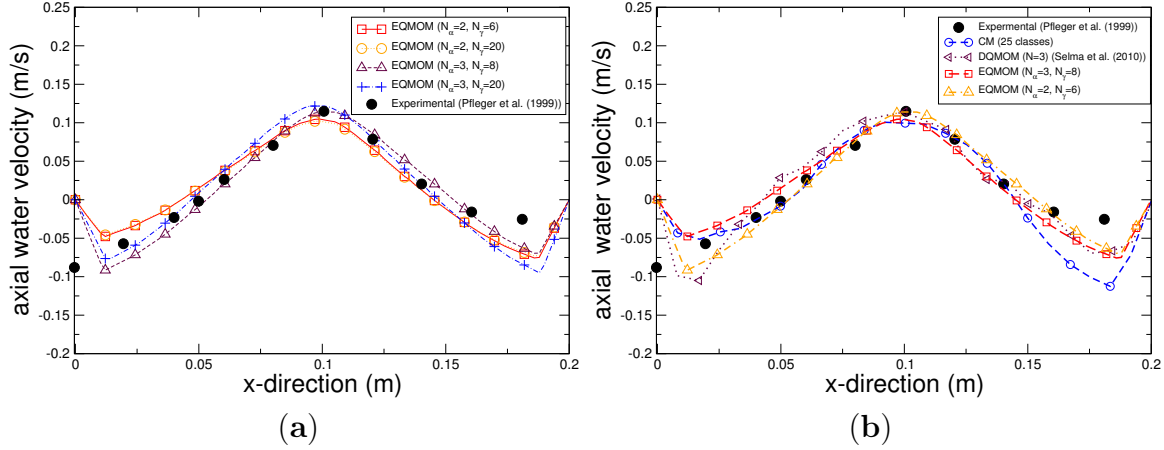 EQMOM (Nα=2, Nγ=6)
EQMOM (Nα=2, Nγ=20)
EQMOM (Nα=3, Nγ=8)
EQMOM (Nα=3, Nγ=20)
Experimental (Pfleger et al. (1999))
axial water velocity (m/s)
0.25
0.2
0.15
0.1
0.05
0
-0.05
-0.1
-0.15
-0.2
0
0.05
0.1
0.15
0.2
x-direction (m)
(a)
Expermental (Pfleger et al. (1999))
CM (25 classes)
DQMOM (N=3) (Selma et al. (2010))
EQMOM (Nα=3, Nγ=8)
EQMOM (Nα=2, Nγ=6)
axial water velocity (m/s)
0.25
0.2
0.15
0.1
0.05
0
-0.05
-0.1
-0.15
-0.2
0
0.05
0.1
0.15
0.2
x-direction (m)
(b)